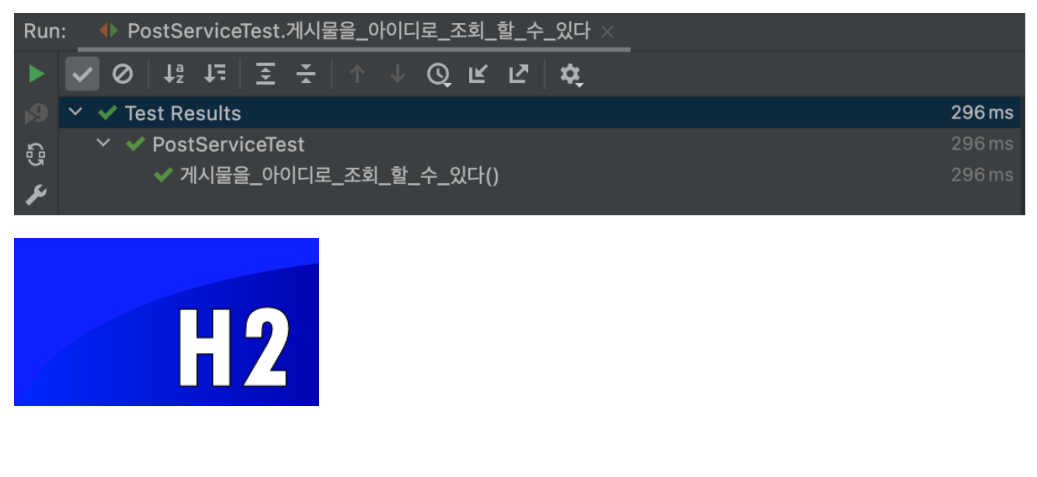 Run: PostServiceTest.게시물을_아이디로_조회_할_수_있다
Test Results 296 ms
PostServiceTest 296 ms
게시물을_아이디로_조회_할_수_있다() 296 ms
H2